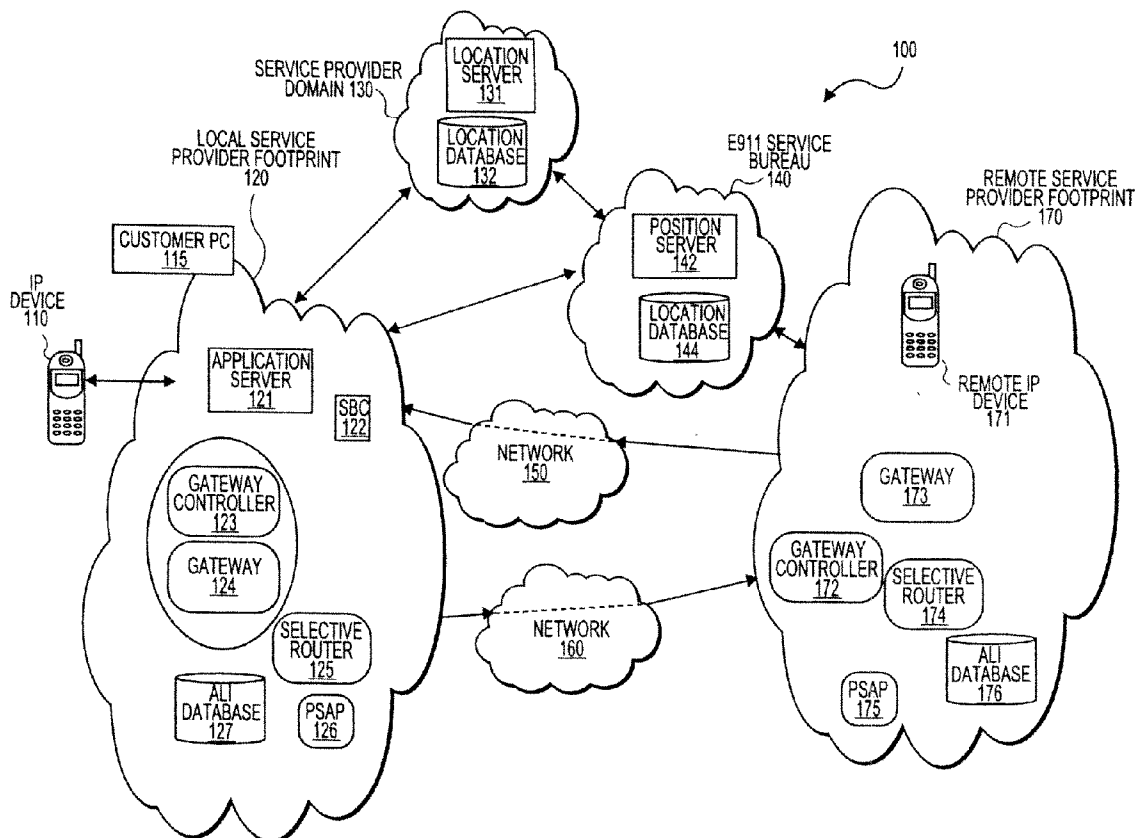 100
LOCATION
SERVER
131
SERVICE PROVIDER
DOMAIN 130
LOCATION
DATABASE
132
LOCAL SERVICE
PROVIDER FOOTPRINT
120
E911 SERVICE
BUREAU
140
REMOTE SERVICE
PROVIDER FOOTPRINT
170
CUSTOMER PC
115
POSITION
SERVER
142
IP
DEVICE
110
LOCATION
DATABASE
144
APPLICATION
SERVER
121
SBC
122
REMOTE IP
DEVICE
171
NETWORK
150
GATEWAY
CONTROLLER
123
GATEWAY
173
GATEWAY
124
GATEWAY
CONTROLLER
172
SELECTIVE
ROUTER
174
SELECTIVE
ROUTER
125
NETWORK
160
ALI
DATABASE
127
PSAP
126
PSAP
175
ALI
DATABASE
176